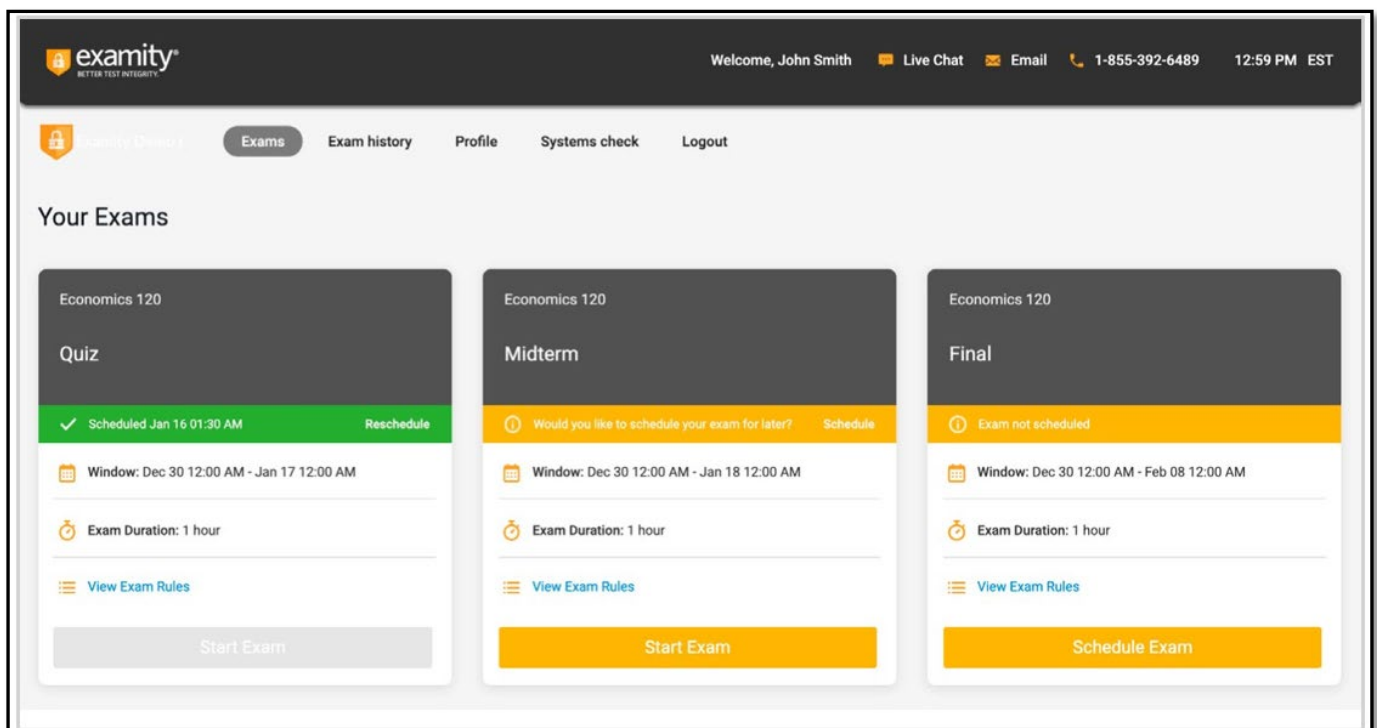 examity®
BETTER TEST INTEGRITY.
Welcome, John Smith Live Chat Email 1-855-392-6489 12:59 PM EST
Exams Exam history Profile Systems check Logout
Your Exams
Economics 120
Quiz
Scheduled Jan 16 01:30 AM Reschedule
Window: Dec 30 12:00 AM - Jan 17 12:00 AM
Exam Duration: 1 hour
View Exam Rules
Start Exam
Economics 120
Midterm
Would you like to schedule your exam for later? Schedule
Window: Dec 30 12:00 AM - Jan 18 12:00 AM
Exam Duration: 1 hour
View Exam Rules
Start Exam
Economics 120
Final
Exam not scheduled
Window: Dec 30 12:00 AM - Feb 08 12:00 AM
Exam Duration: 1 hour
View Exam Rules
Schedule Exam